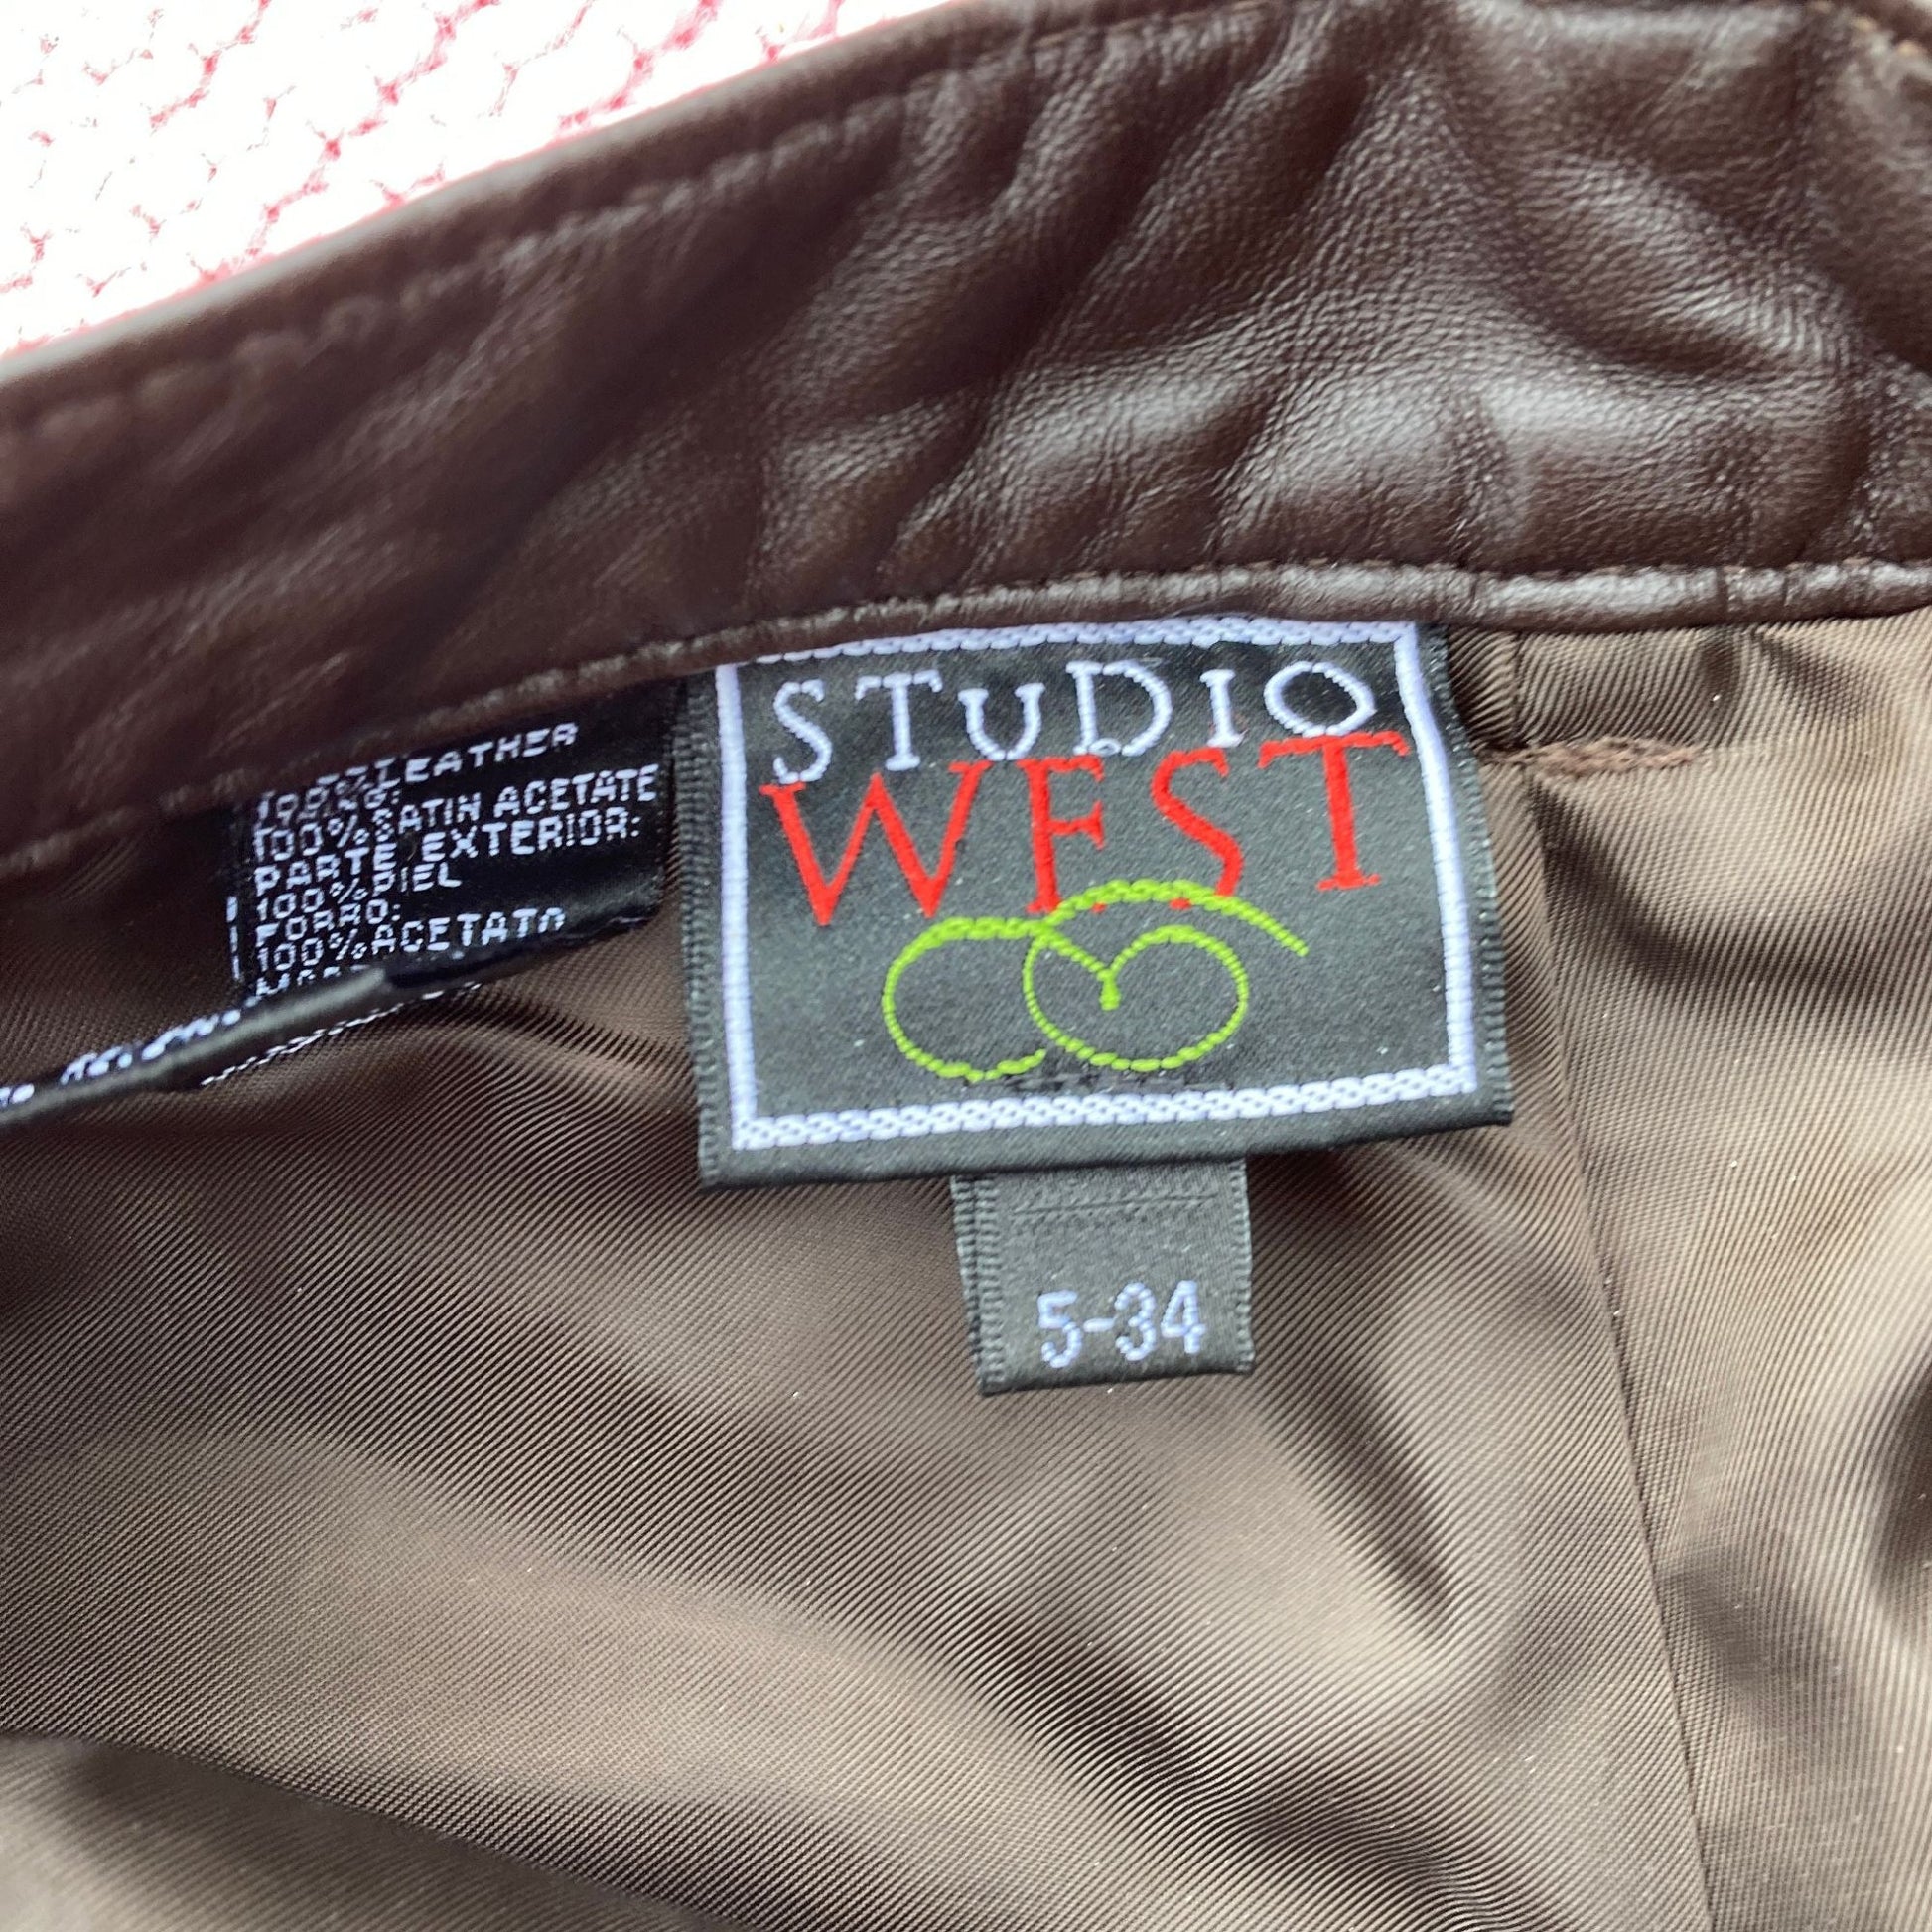 LEATHER
100% SATIN ACETATE
PARTE EXTERIOR:
100% PIEL
FORRO:
100% ACETATO
STUDIO
WEST
5-34